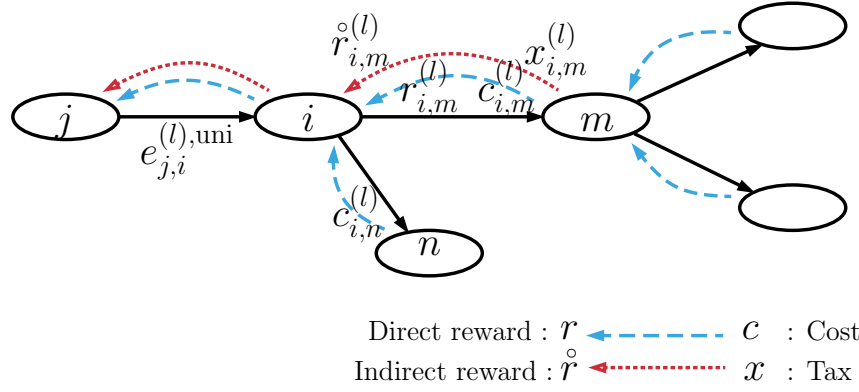 r̊_{i,m}^{(l)} x_{i,m}^{(l)}
r_{i,m}^{(l)} c_{i,m}^{(l)}
j i m
e_{j,i}^{(l),uni}
c_{i,n}^{(l)}
n
Direct reward : r c : Cost
Indirect reward : r̊ x : Tax